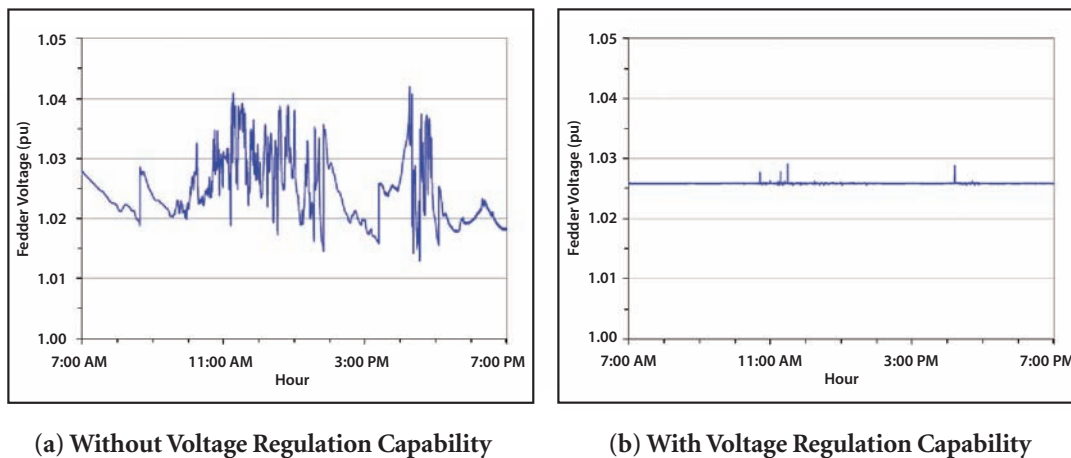 1.05
1.04
1.03
1.02
1.01
1.00
Fedder Voltage (pu)
7:00 AM 11:00 AM 3:00 PM 7:00 PM
Hour
(a) Without Voltage Regulation Capability
1.05
1.04
1.03
1.02
1.01
1.00
Fedder Voltage (pu)
7:00 AM 11:00 AM 3:00 PM 7:00 PM
Hour
(b) With Voltage Regulation Capability